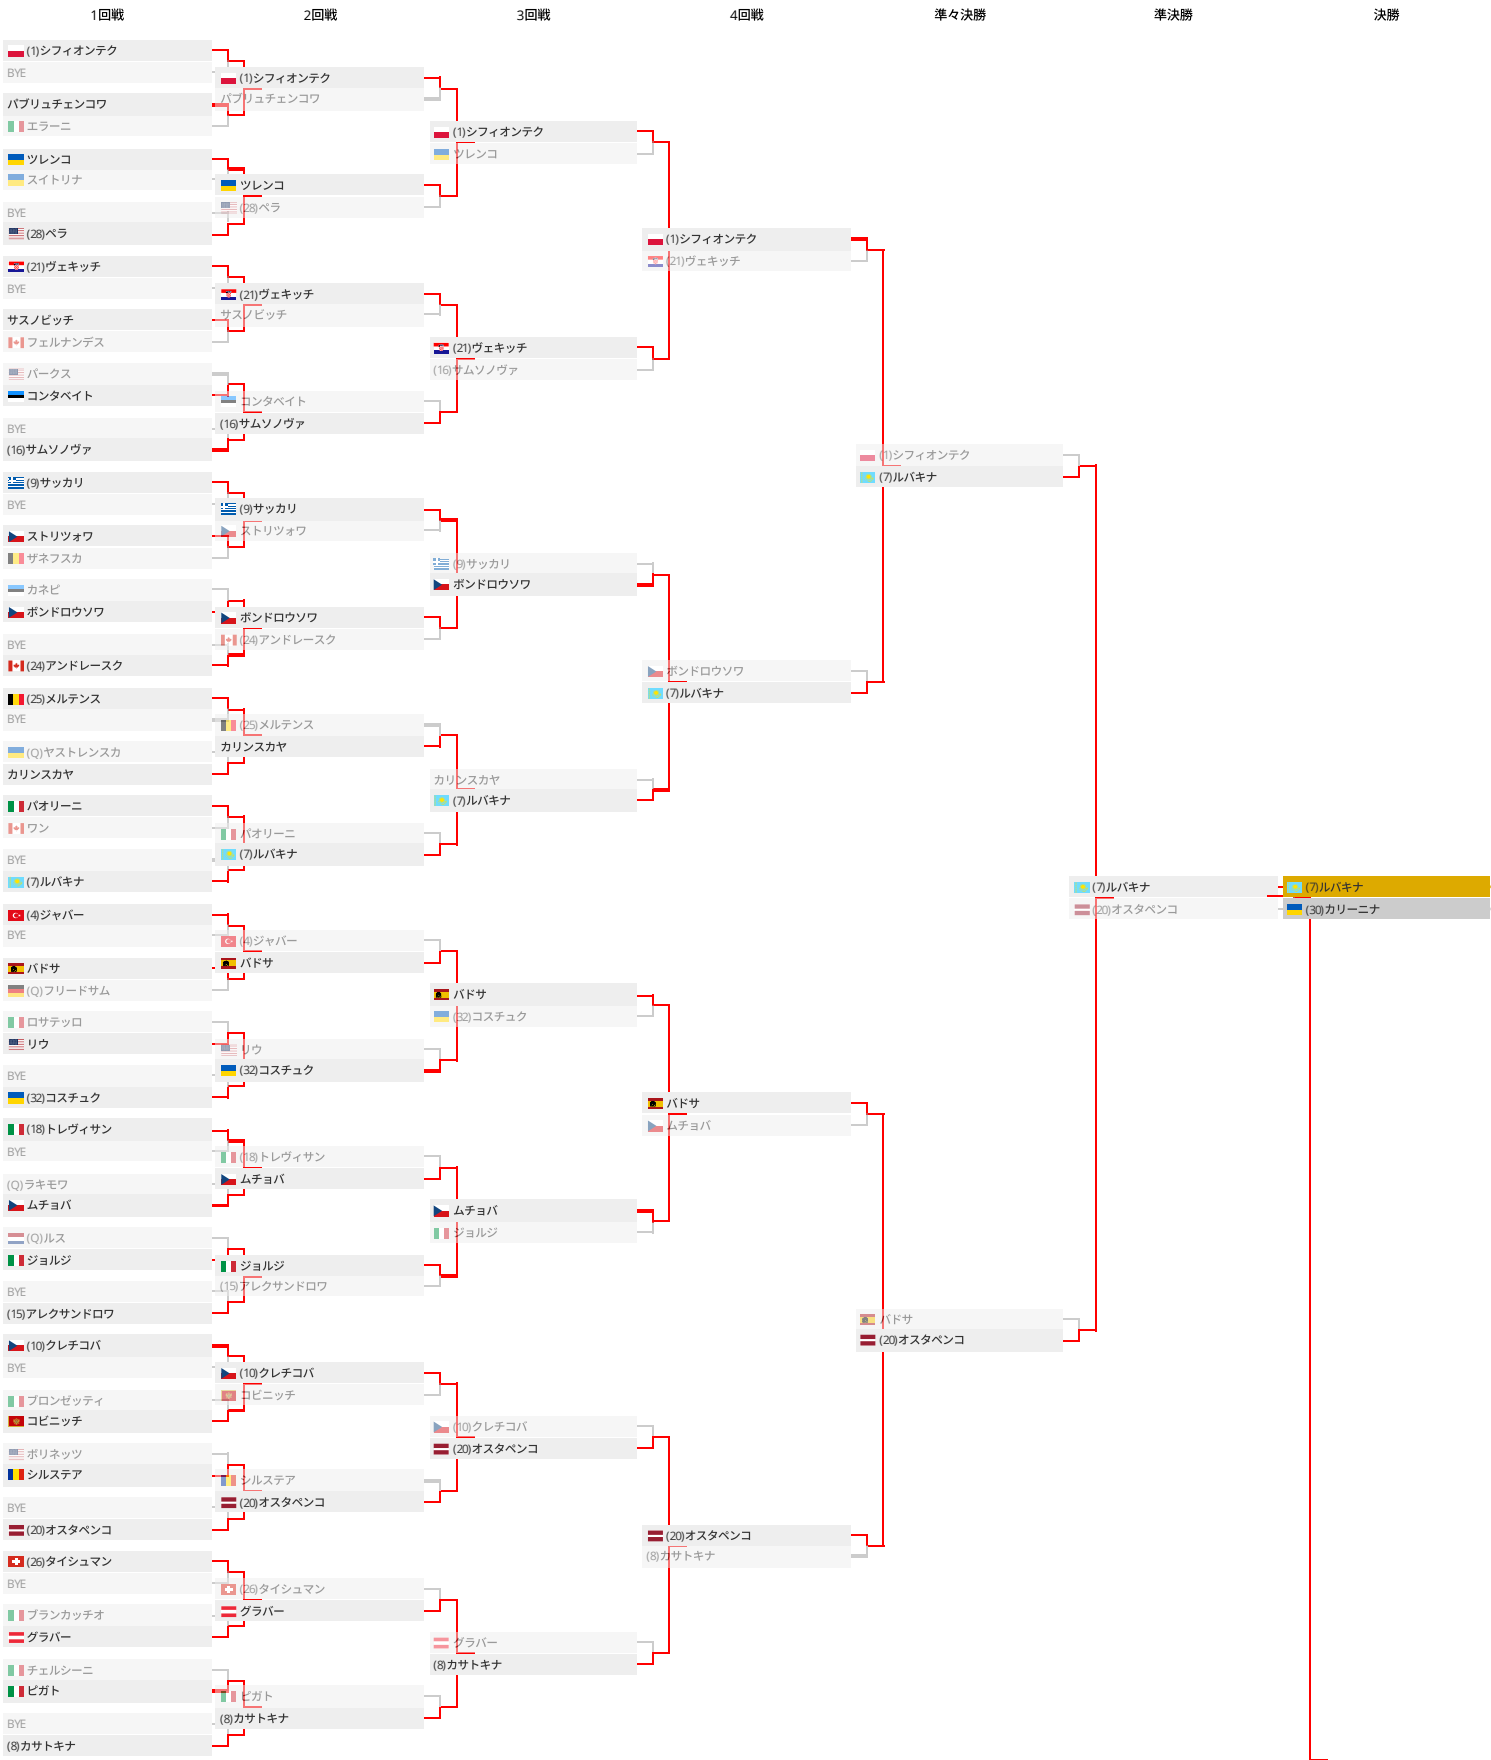 1回戦
2回戦
3回戦
4回戦
準々決勝
準決勝
決勝
(1)シフィオンテク
BYE
パブリュチェンコワ
エラーニ
ツレンコ
スイトリナ
BYE
(28)ペラ
(21)ヴェキッチ
BYE
サスノビッチ
フェルナンデス
パークス
コンタベイト
BYE
(16)サムソノヴァ
(9)サッカリ
BYE
ストリツォワ
ザネフスカ
カネピ
ボンドロウソワ
BYE
(24)アンドレースク
(25)メルテンス
BYE
(Q)ヤストレンスカ
カリンスカヤ
パオリーニ
ワン
BYE
(7)ルバキナ
(4)ジャバー
BYE
バドサ
(Q)フリードサム
ロサテッロ
リウ
BYE
(32)コスチュク
(18)トレヴィサン
BYE
(Q)ラキモワ
ムチョバ
(Q)ルス
ジョルジ
BYE
(15)アレクサンドロワ
(10)クレチコバ
BYE
ブロンゼッティ
コビニッチ
ボリネッツ
シルステア
BYE
(20)オスタペンコ
(26)タイシュマン
BYE
ブランカッチオ
グラバー
チェルシーニ
ピガト
BYE
(8)カサトキナ
(1)シフィオンテク
パブリュチェンコワ
ツレンコ
(28)ペラ
(21)ヴェキッチ
サスノビッチ
コンタベイト
(16)サムソノヴァ
(9)サッカリ
ストリツォワ
ボンドロウソワ
(24)アンドレースク
(25)メルテンス
カリンスカヤ
パオリーニ
(7)ルバキナ
(4)ジャバー
バドサ
リウ
(32)コスチュク
(18)トレヴィサン
ムチョバ
ジョルジ
(15)アレクサンドロワ
(10)クレチコバ
コビニッチ
シルステア
(20)オスタペンコ
(26)タイシュマン
グラバー
ピガト
(8)カサトキナ
(1)シフィオンテク
ツレンコ
(21)ヴェキッチ
(16)サムソノヴァ
(9)サッカリ
ボンドロウソワ
カリンスカヤ
(7)ルバキナ
バドサ
(32)コスチュク
ムチョバ
ジョルジ
(10)クレチコバ
(20)オスタペンコ
グラバー
(8)カサトキナ
(1)シフィオンテク
(21)ヴェキッチ
ボンドロウソワ
(7)ルバキナ
バドサ
ムチョバ
(20)オスタペンコ
(8)カサトキナ
(1)シフィオンテク
(7)ルバキナ
バドサ
(20)オスタペンコ
(7)ルバキナ
(20)オスタペンコ
(7)ルバキナ
(30)カリーニナ